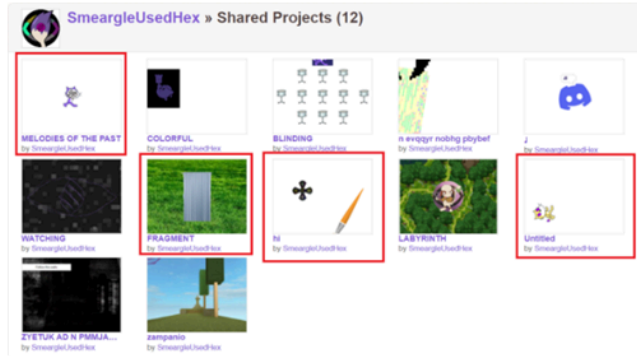 SmeargleUsedHex » Shared Projects (12)
MELODIES OF THE PAST
by SmeargleUsedHex
COLORFUL
by SmeargleUsedHex
BLINDING
by SmeargleUsedHex
n evqqyr nobhg pbybef
by SmeargleUsedHex
by SmeargleUsedHex
WATCHING
by SmeargleUsedHex
FRAGMENT
by SmeargleUsedHex
hi
by SmeargleUsedHex
LABYRINTH
by SmeargleUsedHex
Untitled
by SmeargleUsedHex
ZYETUK AD N PMMJA...
by SmeargleUsedHex
zampanio
by SmeargleUsedHex